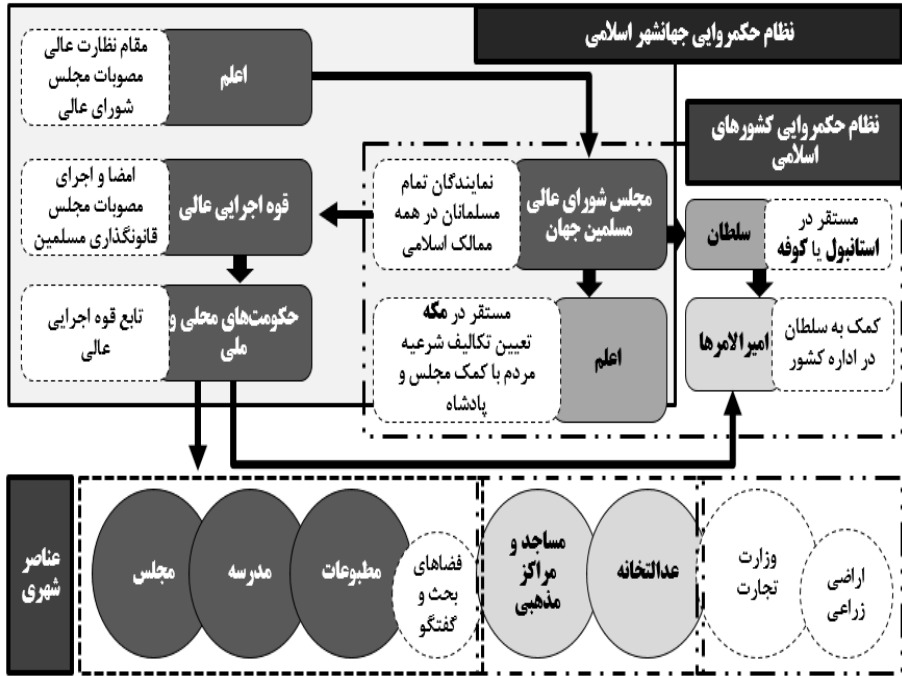 نظام حکمروایی جهانشهر اسلامی
اعلم
مقام نظارت عالی
مصوبات مجلس
شورای عالی
نظام حکمروایی کشورهای
اسلامی
قوه اجرایی عالی
امضا و اجرای
مصوبات مجلس
قانونگذاری مسلمین
مجلس شورای عالی
مسلمین جهان
نمایندگان تمام
مسلمانان در همه
ممالک اسلامی
سلطان
مستقر در
استانبول یا کوفه
حکومت‌های محلی و
ملی
تابع قوه اجرایی
عالی
اعلم
مستقر در مکه
تعیین تکالیف شرعیه
مردم با کمک مجلس و
پادشاه
امیرالامرها
کمک به سلطان
در اداره کشور
عناصر
شهری
مجلس
مدرسه
مطبوعات
فضاهای
بحث و
گفتگو
مساجد و
مراکز
مذهبی
عدالتخانه
وزارت
تجارت
اراضی
زراعی